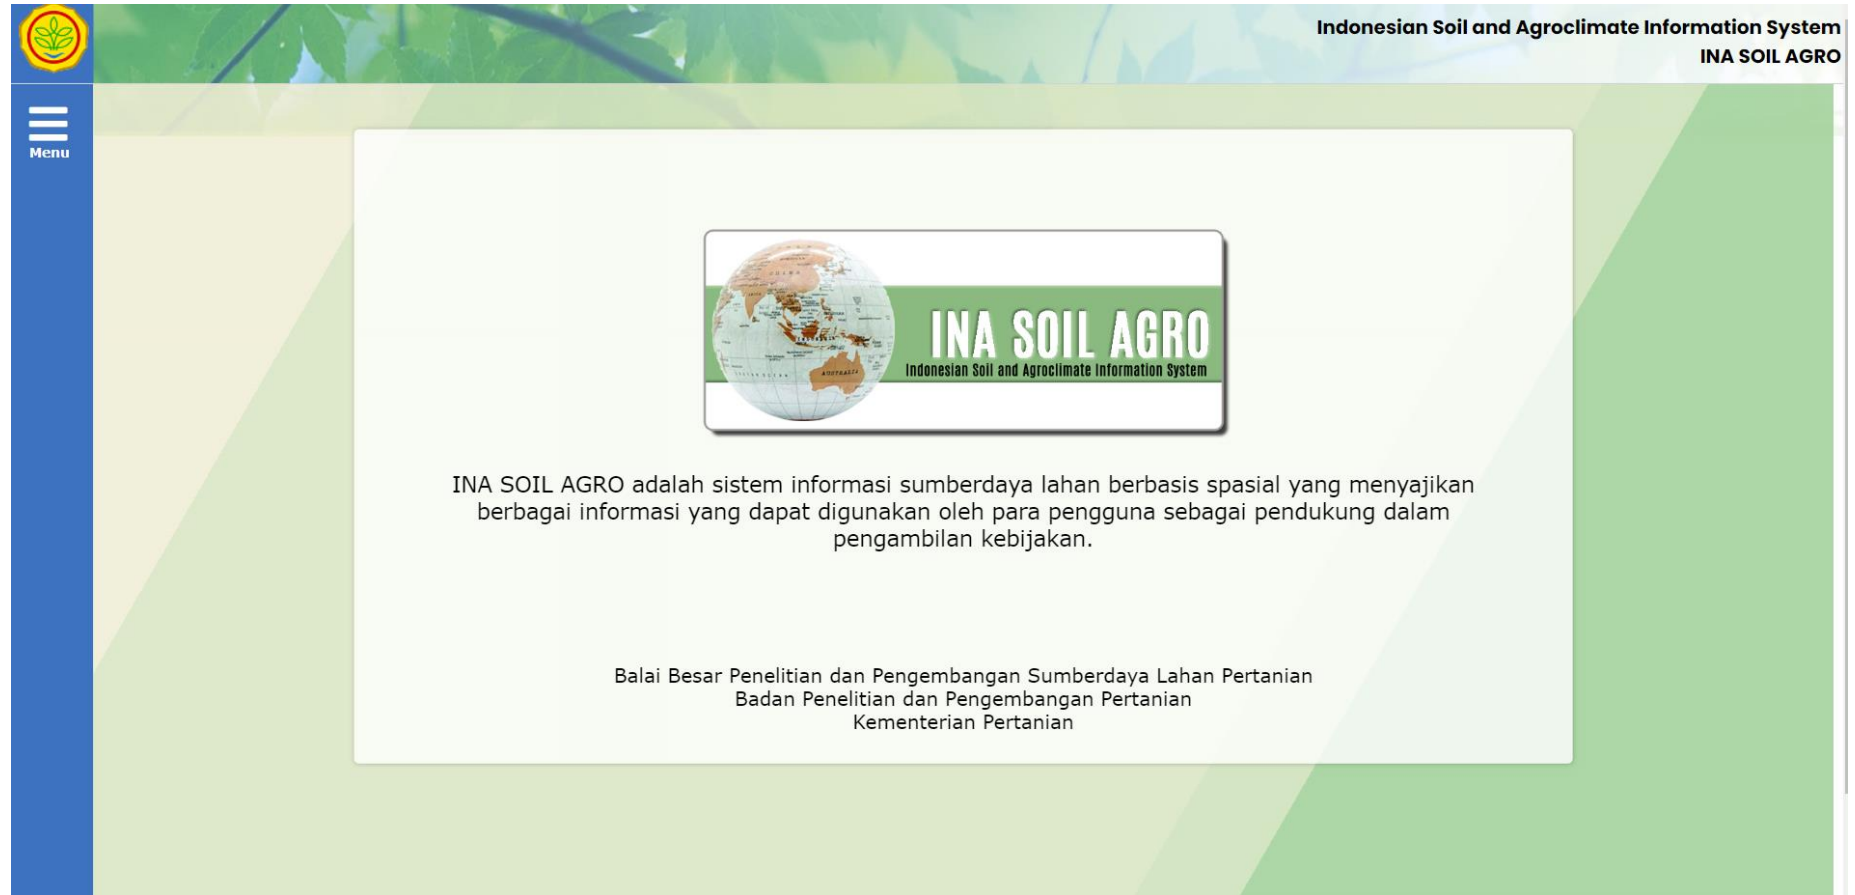 Indonesian Soil and Agroclimate Information System
INA SOIL AGRO
Menu
INA SOIL AGRO
Indonesian Soil and Agroclimate Information System
AUSTRALIA
INA SOIL AGRO adalah sistem informasi sumberdaya lahan berbasis spasial yang menyajikan
berbagai informasi yang dapat digunakan oleh para pengguna sebagai pendukung dalam
pengambilan kebijakan.
Balai Besar Penelitian dan Pengembangan Sumberdaya Lahan Pertanian
Badan Penelitian dan Pengembangan Pertanian
Kementerian Pertanian